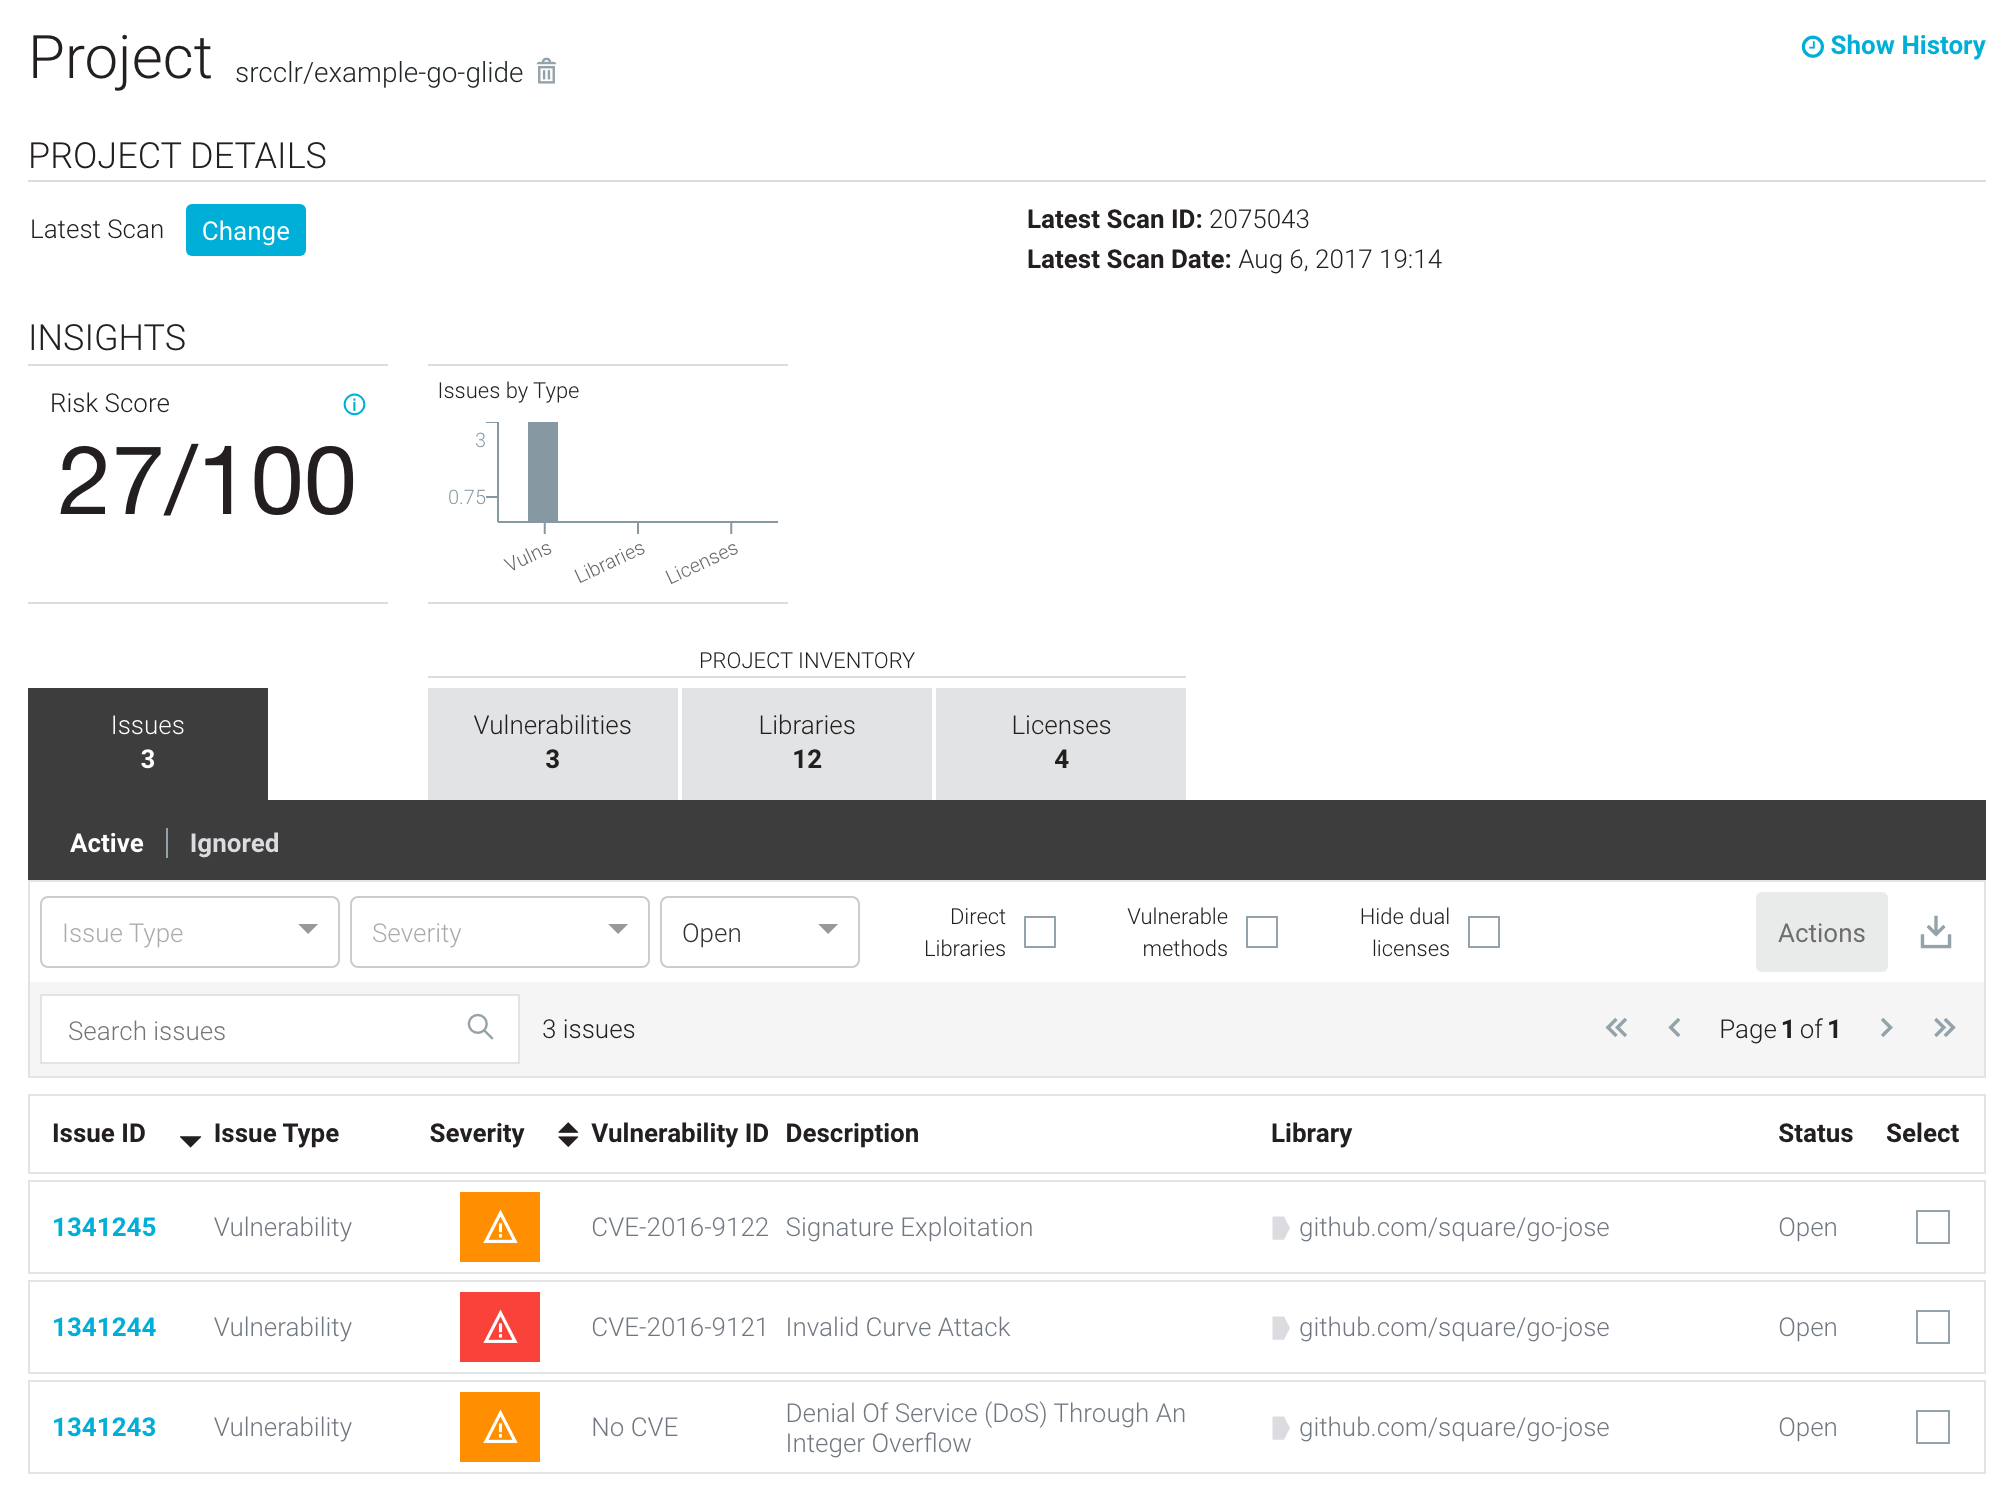 Project srcclr/example-go-glide
Show History
PROJECT DETAILS
Latest Scan Change
Latest Scan ID: 2075043
Latest Scan Date: Aug 6, 2017 19:14
INSIGHTS
Risk Score
27/100
Issues by Type
3
0.75
Vulns Libraries Licenses
PROJECT INVENTORY
Issues
3
Vulnerabilities
3
Libraries
12
Licenses
4
Active Ignored
Issue Type Severity Open
Direct
Libraries
Vulnerable
methods
Hide dual
licenses
Actions
Search issues 3 issues Page 1 of 1
Issue ID Issue Type Severity Vulnerability ID Description Library Status Select
1341245 Vulnerability CVE-2016-9122 Signature Exploitation github.com/square/go-jose Open
1341244 Vulnerability CVE-2016-9121 Invalid Curve Attack github.com/square/go-jose Open
1341243 Vulnerability No CVE Denial Of Service (DoS) Through An
Integer Overflow github.com/square/go-jose Open